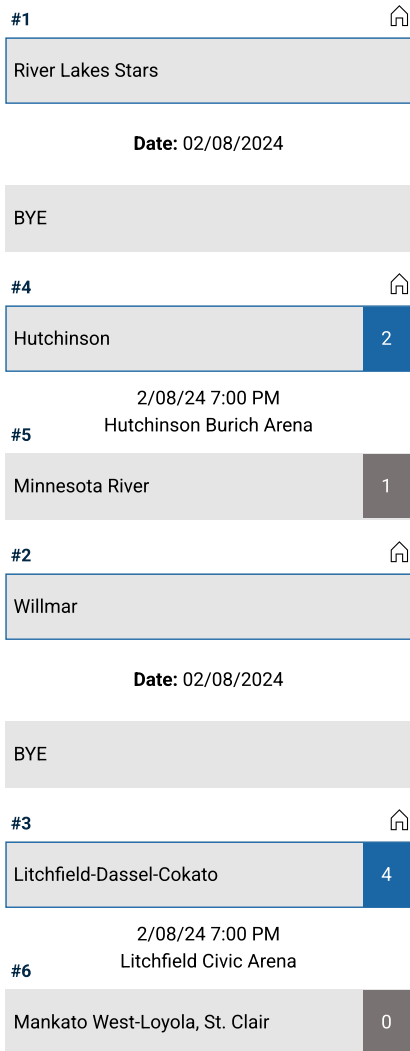 #1
River Lakes Stars
Date: 02/08/2024
BYE
#4
Hutchinson 2
2/08/24 7:00 PM
Hutchinson Burich Arena
#5
Minnesota River 1
#2
Willmar
Date: 02/08/2024
BYE
#3
Litchfield-Dassel-Cokato 4
2/08/24 7:00 PM
Litchfield Civic Arena
#6
Mankato West-Loyola, St. Clair 0